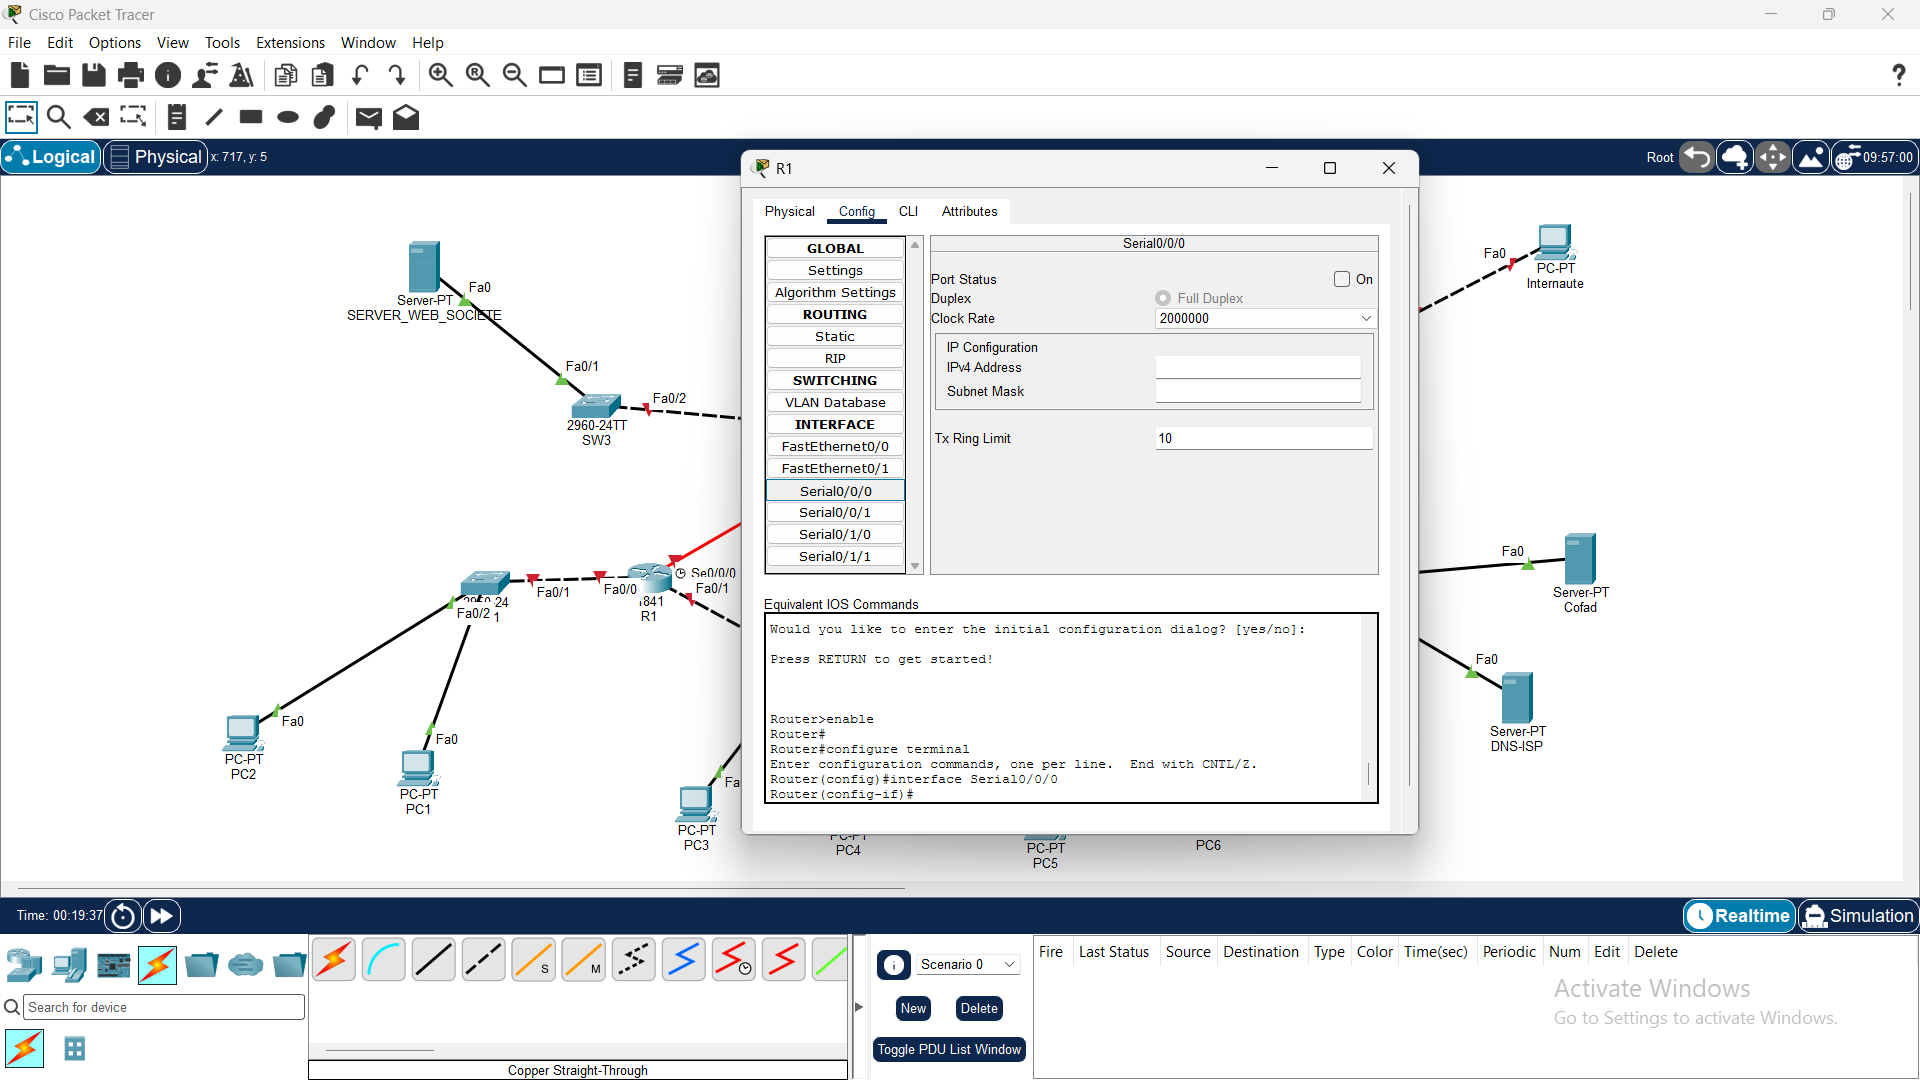 Cisco Packet Tracer
File Edit Options View Tools Extensions Window Help
Logical Physical x: 717, y: 5
Root 09:57:00
R1
Physical Config CLI Attributes
GLOBAL
Settings
Algorithm Settings
ROUTING
Static
RIP
SWITCHING
VLAN Database
INTERFACE
FastEthernet0/0
FastEthernet0/1
Serial0/0/0
Serial0/0/1
Serial0/1/0
Serial0/1/1
Serial0/0/0
Port Status On
Duplex Full Duplex
Clock Rate 2000000
IP Configuration
IPv4 Address
Subnet Mask
Tx Ring Limit 10
Equivalent IOS Commands
Would you like to enter the initial configuration dialog? [yes/no]:
Press RETURN to get started!
Router>enable
Router#
Router#configure terminal
Enter configuration commands, one per line. End with CNTL/Z.
Router(config)#interface Serial0/0/0
Router(config-if)#
Fa0
Server-PT
SERVER_WEB_SOCIETE
Fa0/1
Fa0/2
2960-24TT
SW3
Fa0/1
Fa0/2
Fa0/0
Se0/0/0
Fa0/1
1841
R1
Fa0
PC-PT
PC2
Fa0
PC-PT
PC1
PC-PT
PC3
PC-PT
PC4
PC-PT
PC5
PC6
Fa0
PC-PT
Internaute
Fa0
Server-PT
Cofad
Fa0
Server-PT
DNS-ISP
Time: 00:19:37
Realtime Simulation
Search for device
S
M
Copper Straight-Through
Scenario 0
New Delete
Toggle PDU List Window
Fire Last Status Source Destination Type Color Time(sec) Periodic Num Edit Delete
Activate Windows
Go to Settings to activate Windows.